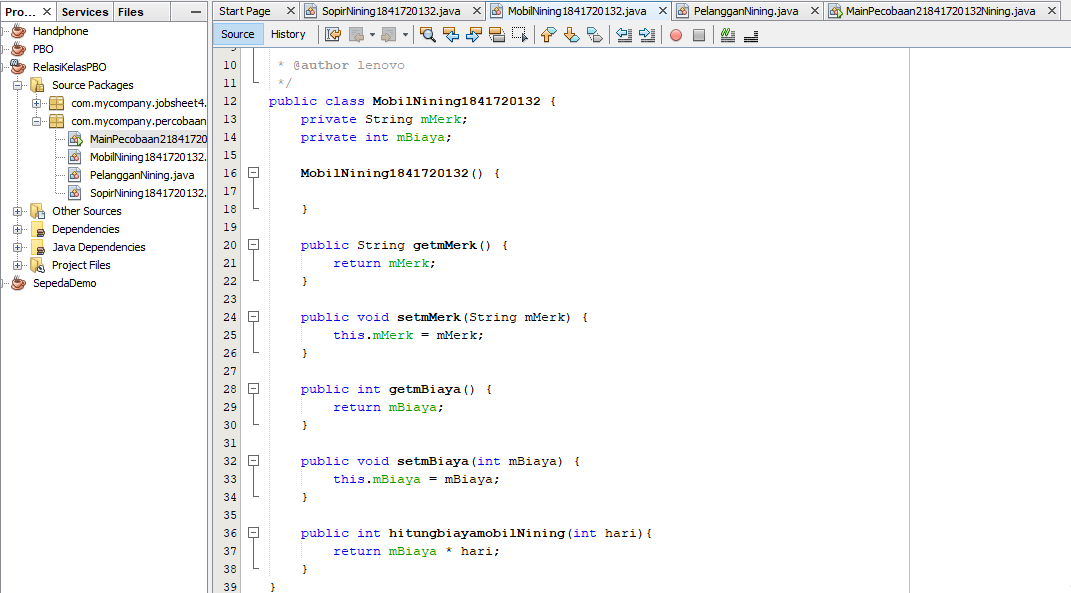 Pro... Services Files
Start Page SopirNining1841720132.java MobilNining1841720132.java PelangganNining.java MainPecobaan21841720132Nining.java
Source History
Handphone
PBO
RelasiKelasPBO
Source Packages
com.mycompany.jobsheet4.
com.mycompany.percobaan
MainPecobaan21841720
MobilNining1841720132.
PelangganNining.java
SopirNining1841720132.
Other Sources
Dependencies
Java Dependencies
Project Files
SepedaDemo
10 * @author lenovo
11 */
12 public class MobilNining1841720132 {
13 private String mMerk;
14 private int mBiaya;
15
16 MobilNining1841720132() {
17
18 }
19
20 public String getmMerk() {
21 return mMerk;
22 }
23
24 public void setmMerk(String mMerk) {
25 this.mMerk = mMerk;
26 }
27
28 public int getmBiaya() {
29 return mBiaya;
30 }
31
32 public void setmBiaya(int mBiaya) {
33 this.mBiaya = mBiaya;
34 }
35
36 public int hitungbiayamobilNining(int hari){
37 return mBiaya * hari;
38 }
39 }